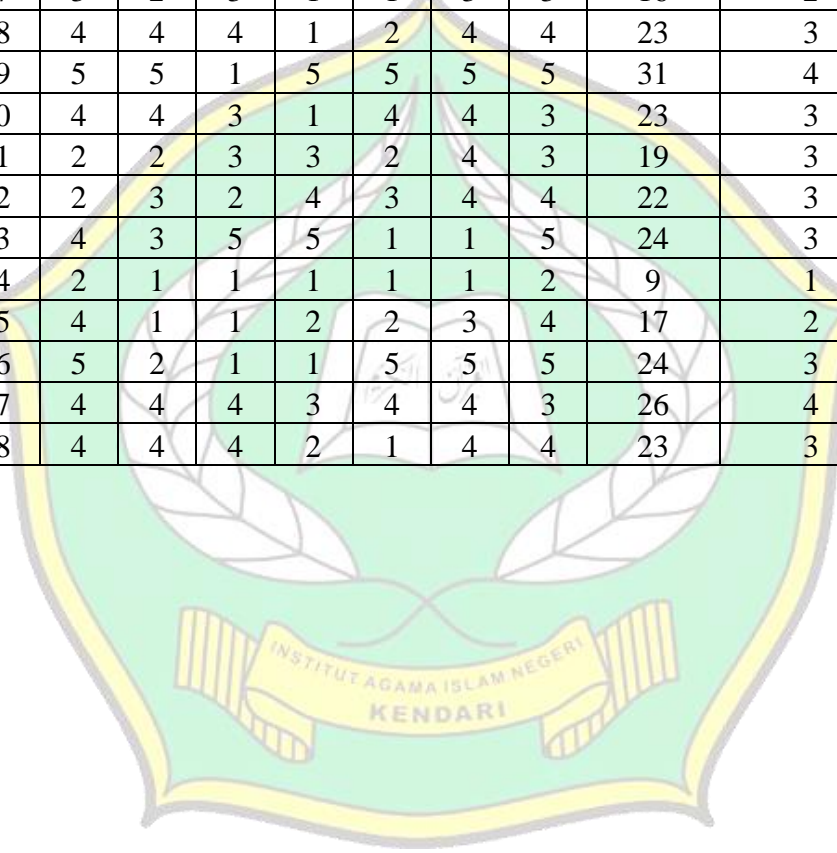 8 4 4 4 1 2 4 4 23 3
9 5 5 1 5 5 5 5 31 4
0 4 4 3 1 4 4 3 23 3
1 2 2 3 3 2 4 3 19 3
2 2 3 2 4 3 4 4 22 3
3 4 3 5 5 1 1 5 24 3
4 2 1 1 1 1 1 2 9 1
5 4 1 1 2 2 3 4 17 2
6 5 2 1 1 5 5 5 24 3
7 4 4 4 3 4 4 3 26 4
8 4 4 4 2 1 4 4 23 3
INSTITUT AGAMA ISLAM NEGERI
KENDARI